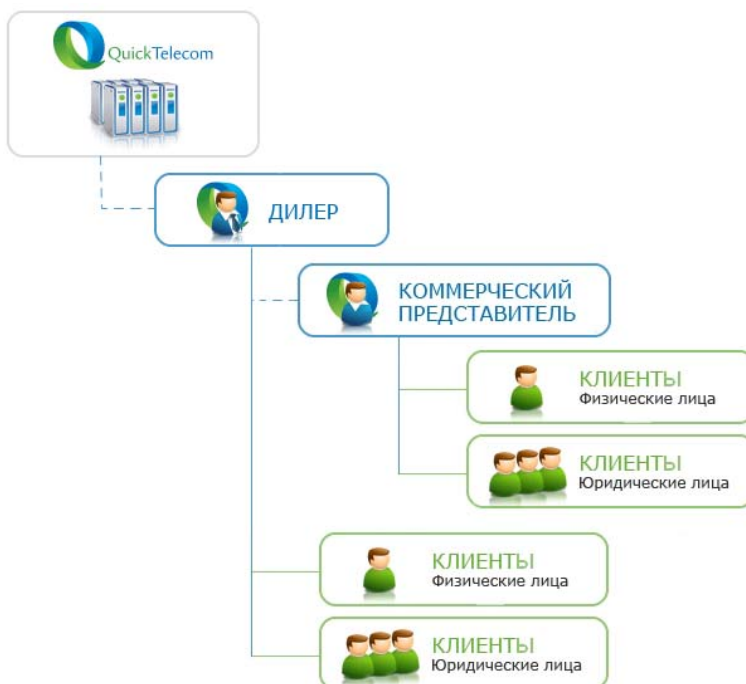 QuickTelecom
ДИЛЕР
КОММЕРЧЕСКИЙ
ПРЕДСТАВИТЕЛЬ
КЛИЕНТЫ
Физические лица
КЛИЕНТЫ
Юридические лица
КЛИЕНТЫ
Физические лица
КЛИЕНТЫ
Юридические лица